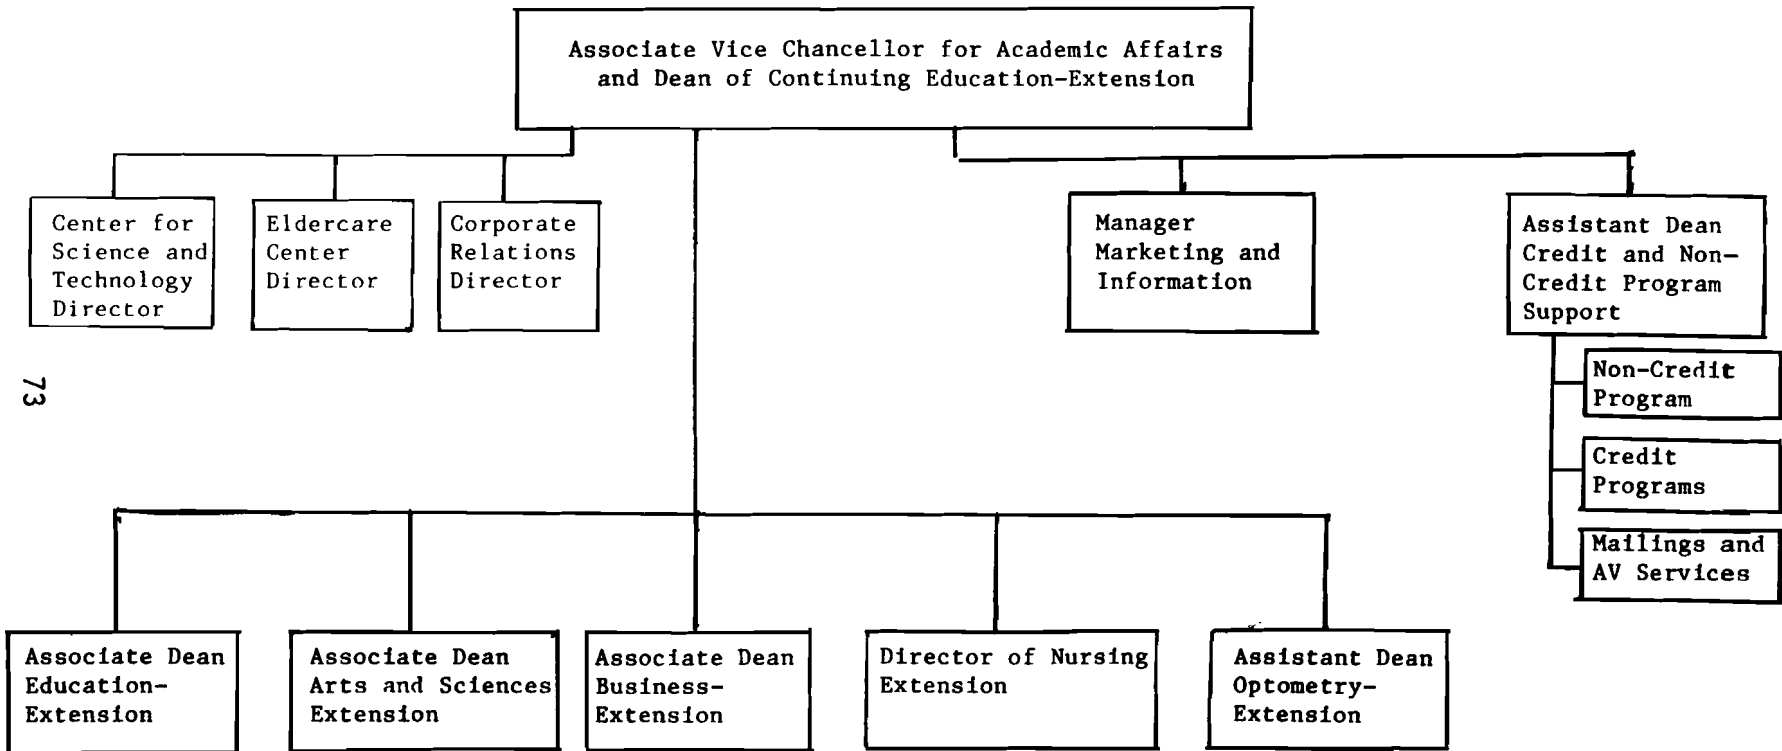 Associate Vice Chancellor for Academic Affairs
and Dean of Continuing Education-Extension
Center for
Science and
Technology
Director
Eldercare
Center
Director
Corporate
Relations
Director
Manager
Marketing and
Information
Assistant Dean
Credit and Non-
Credit Program
Support
Non-Credit
Program
Credit
Programs
Mailings and
AV Services
73
Associate Dean
Education-
Extension
Associate Dean
Arts and Sciences
Extension
Associate Dean
Business-
Extension
Director of Nursing
Extension
Assistant Dean
Optometry-
Extension